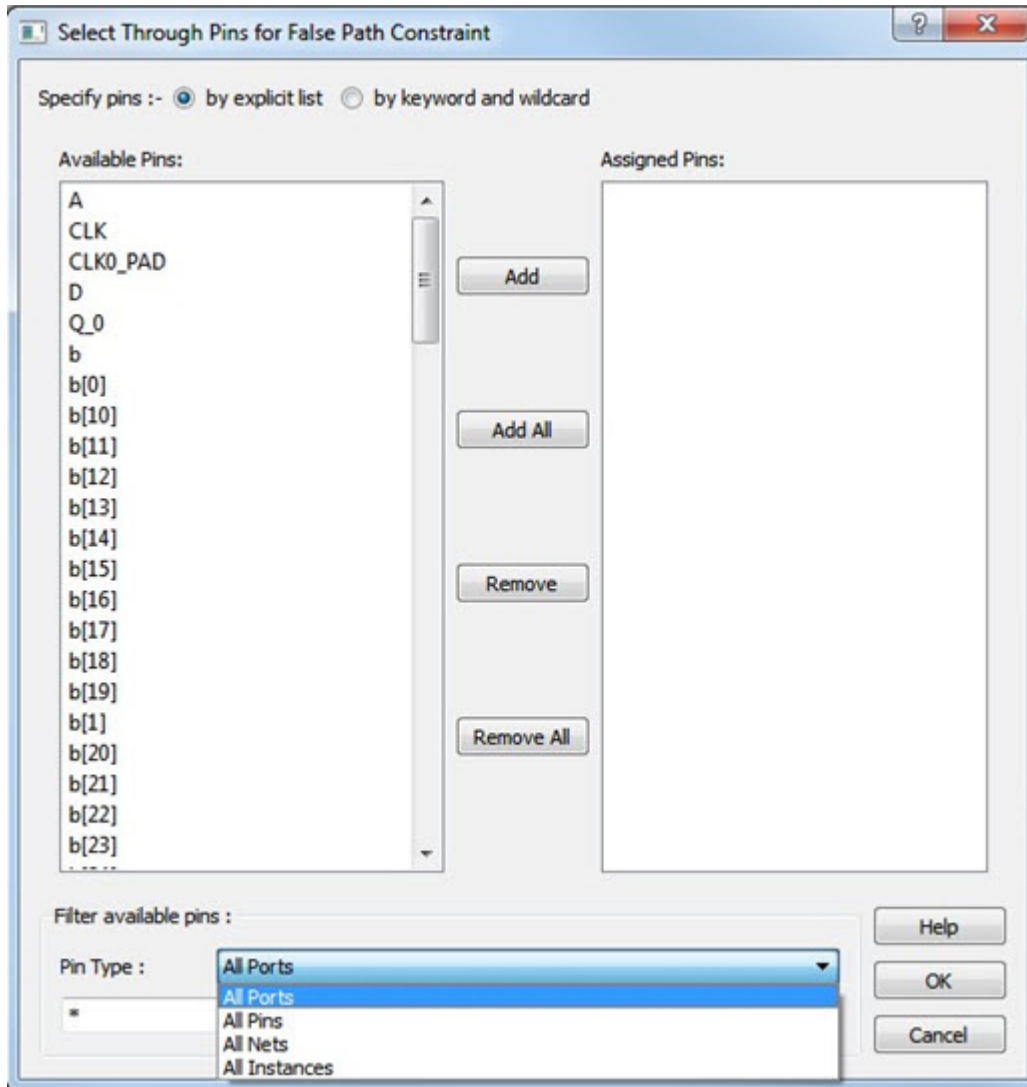 Select Through Pins for False Path Constraint
Specify pins :- by explicit list by keyword and wildcard
Available Pins:
Assigned Pins:
A
CLK
CLK0_PAD
D
Q_0
b
b[0]
b[10]
b[11]
b[12]
b[13]
b[14]
b[15]
b[16]
b[17]
b[18]
b[19]
b[1]
b[20]
b[21]
b[22]
b[23]
Add
Add All
Remove
Remove All
Filter available pins :
Pin Type :
All Ports
*
All Ports
All Pins
All Nets
All Instances
Help
OK
Cancel